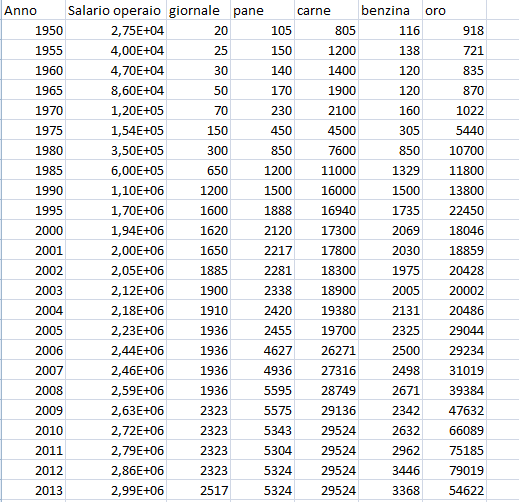 Anno Salario operaio giornale pane carne benzina oro
1950 2,75E+04 20 105 805 116 918
1955 4,00E+04 25 150 1200 138 721
1960 4,70E+04 30 140 1400 120 835
1965 8,60E+04 50 170 1900 120 870
1970 1,20E+05 70 230 2100 160 1022
1975 1,54E+05 150 450 4500 305 5440
1980 3,50E+05 300 850 7600 850 10700
1985 6,00E+05 650 1200 11000 1329 11800
1990 1,10E+06 1200 1500 16000 1500 13800
1995 1,70E+06 1600 1888 16940 1735 22450
2000 1,94E+06 1620 2120 17300 2069 18046
2001 2,00E+06 1650 2217 17800 2030 18859
2002 2,05E+06 1885 2281 18300 1975 20428
2003 2,12E+06 1900 2338 18900 2005 20002
2004 2,18E+06 1910 2420 19380 2131 20486
2005 2,23E+06 1936 2455 19700 2325 29044
2006 2,44E+06 1936 4627 26271 2500 29234
2007 2,46E+06 1936 4936 27316 2498 31019
2008 2,59E+06 1936 5595 28749 2671 39384
2009 2,63E+06 2323 5575 29136 2342 47632
2010 2,72E+06 2323 5343 29524 2632 66089
2011 2,79E+06 2323 5304 29524 2962 75185
2012 2,86E+06 2323 5324 29524 3446 79019
2013 2,99E+06 2517 5324 29524 3368 54622